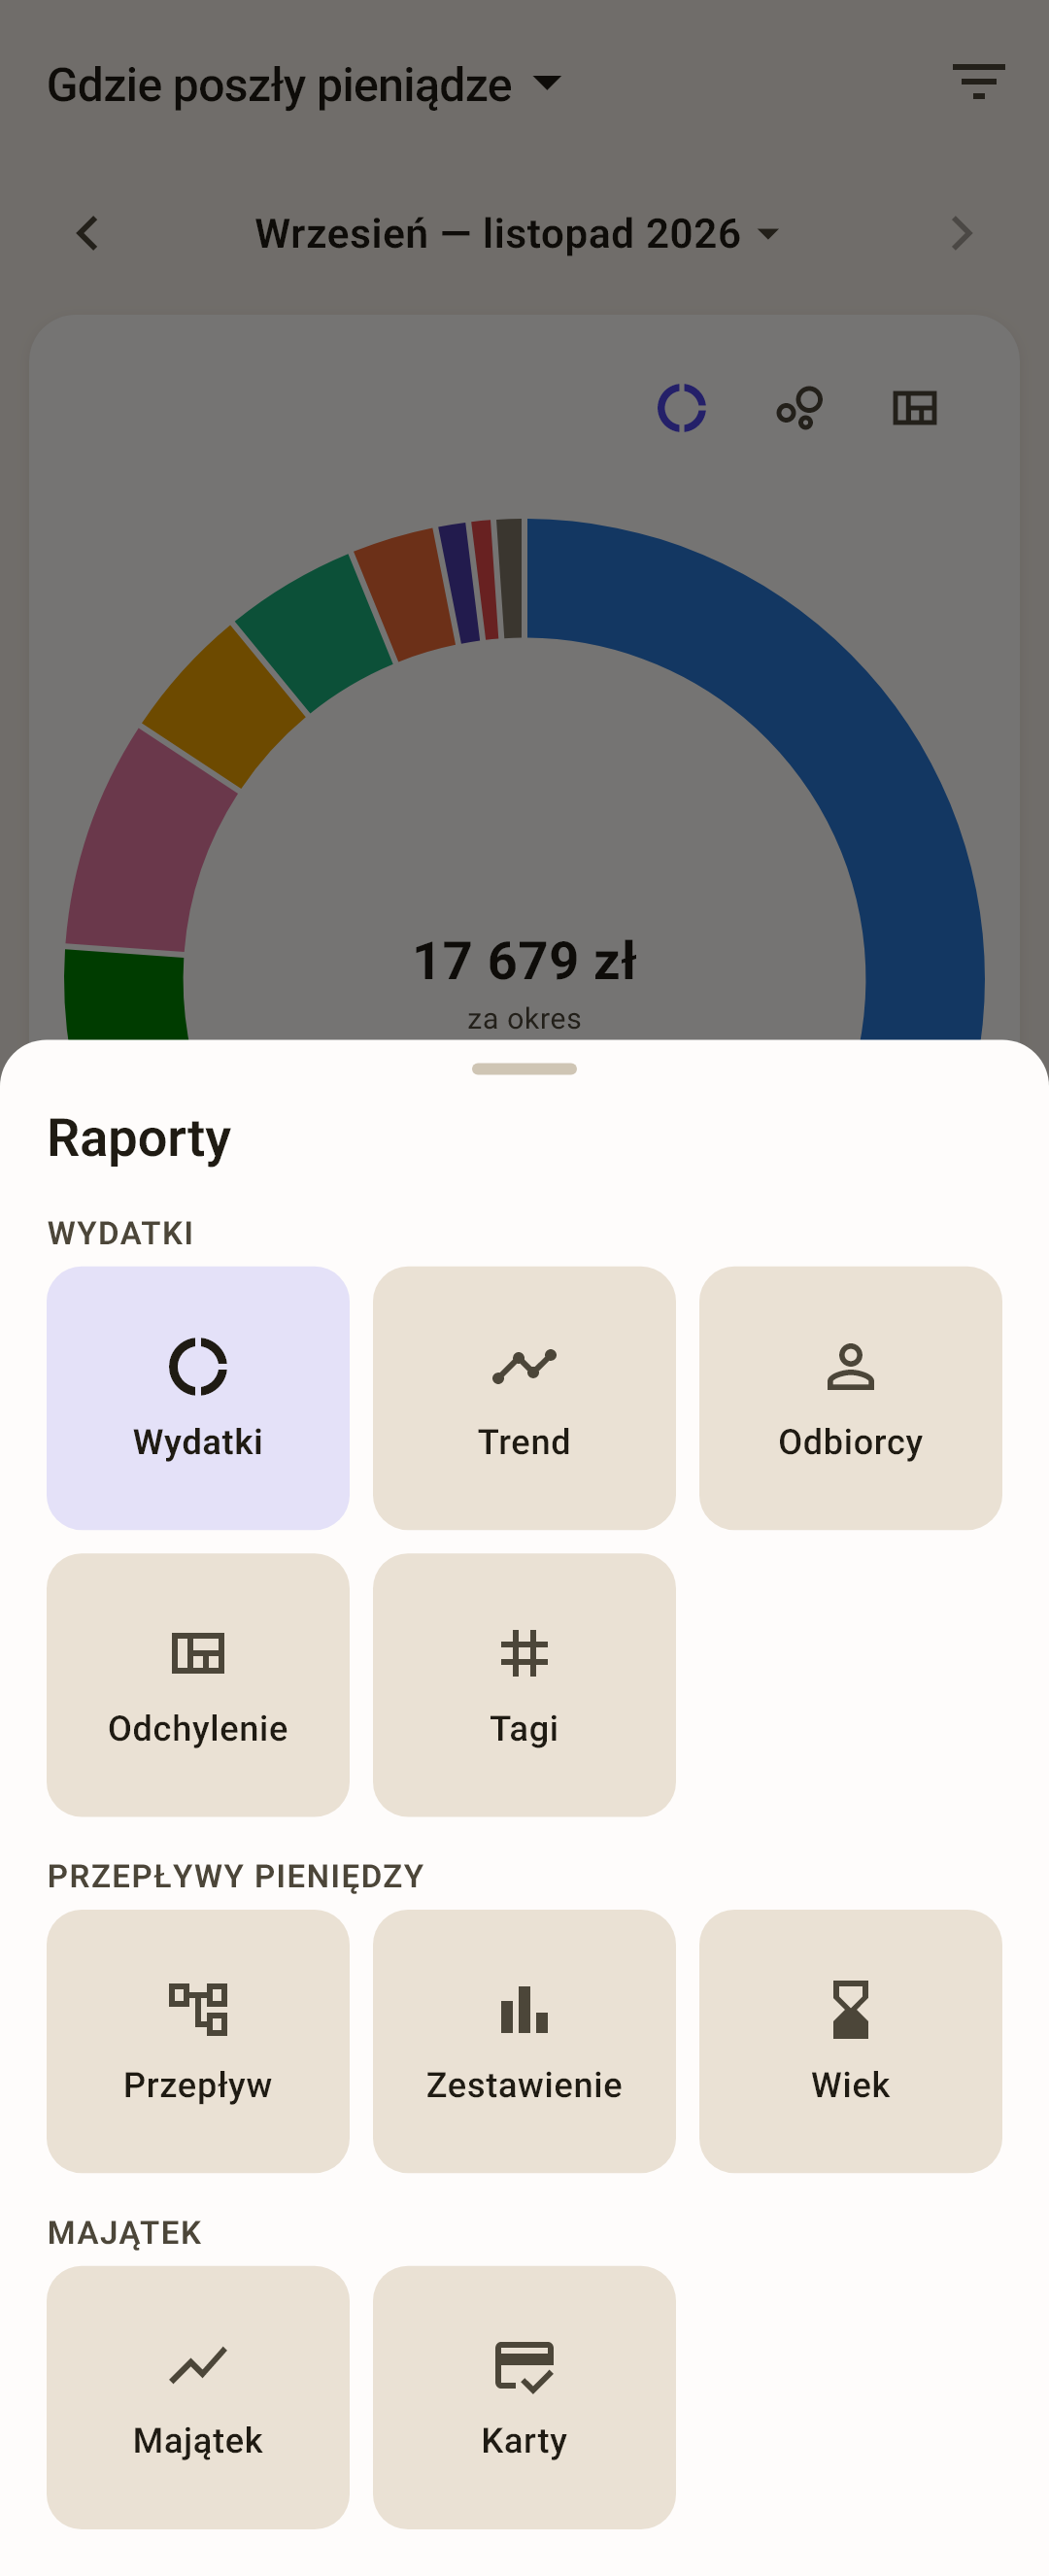 Gdzie poszły pieniądze
Wrzesień — listopad 2026
17 679 zł
za okres
Raporty
WYDATKI
Wydatki
Trend
Odbiorcy
Odchylenie
Tagi
PRZEPŁYWY PIENIĘDZY
Przepływ
Zestawienie
Wiek
MAJĄTEK
Majątek
Karty